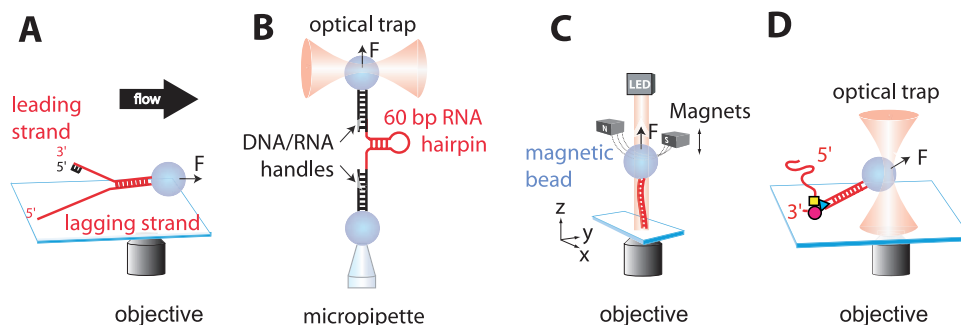 A
flow
leading
strand
3'
5'
F
5'
lagging strand
objective
B
optical trap
F
60 bp RNA
hairpin
DNA/RNA
handles
micropipette
C
LED
Magnets
N
S
F
magnetic
bead
z
y
x
objective
D
optical trap
5'
F
3'
objective